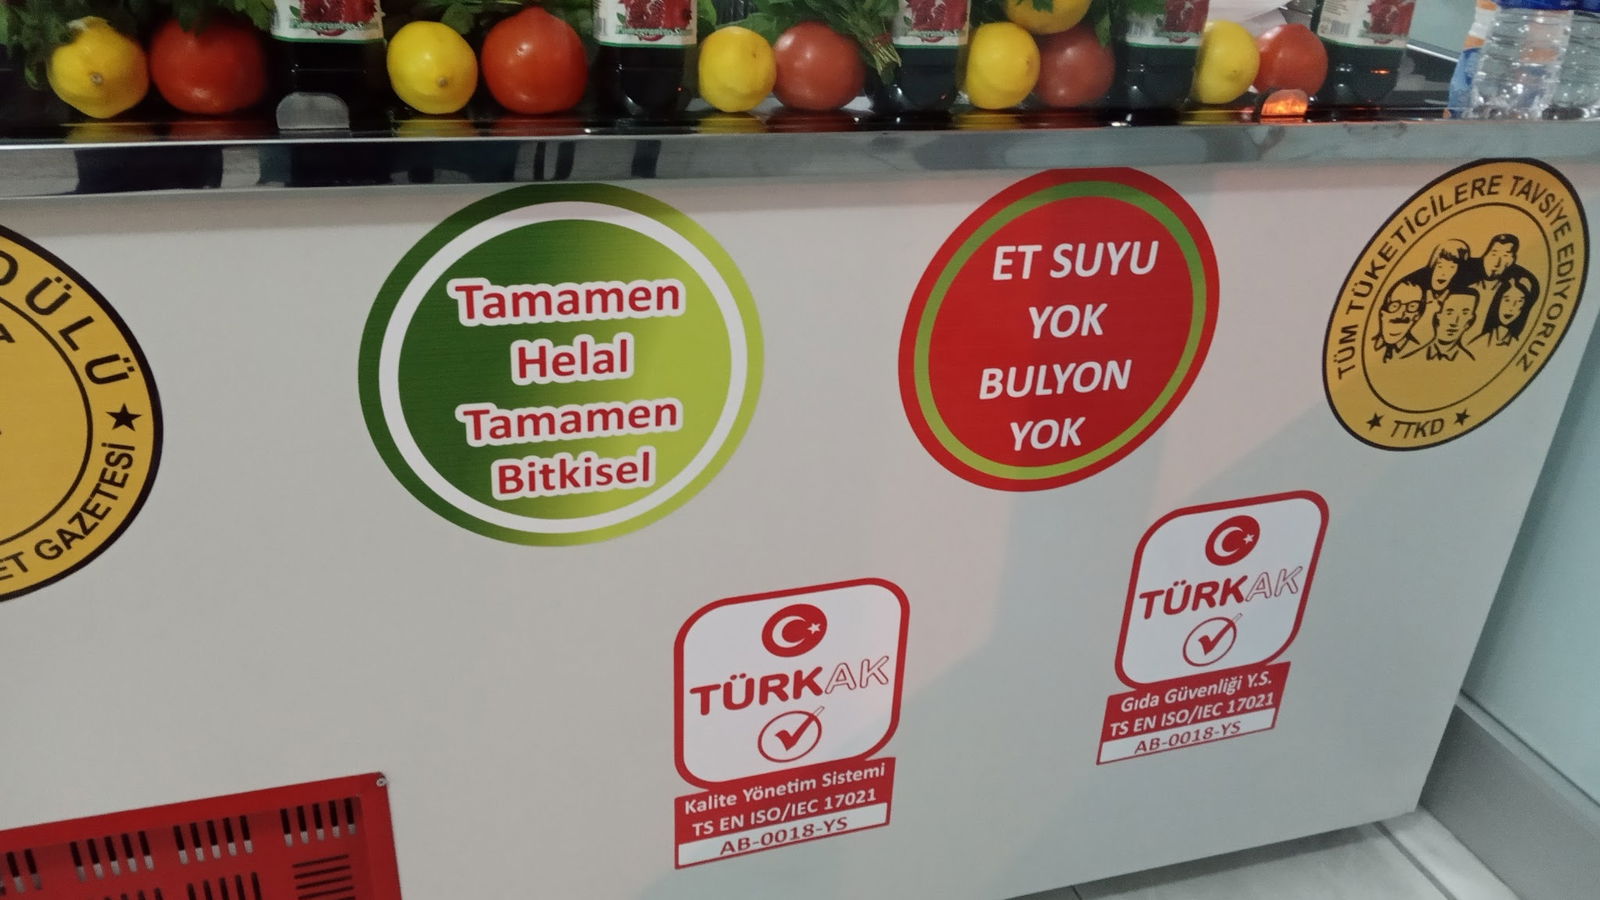 DÜLÜ ★
ET GAZETESİ
Tamamen
Helal
Tamamen
Bitkisel
ET SUYU
YOK
BULYON
YOK
TÜM TÜKETİCİLERE TAVSİYE EDİYORUZ
★ TTKD ★
TÜRKAK
Kalite Yönetim Sistemi
TS EN ISO/IEC 17021
AB-0018-YS
TÜRKAK
Gıda Güvenliği Y.S.
TS EN ISO/IEC 17021
AB-0018-YS